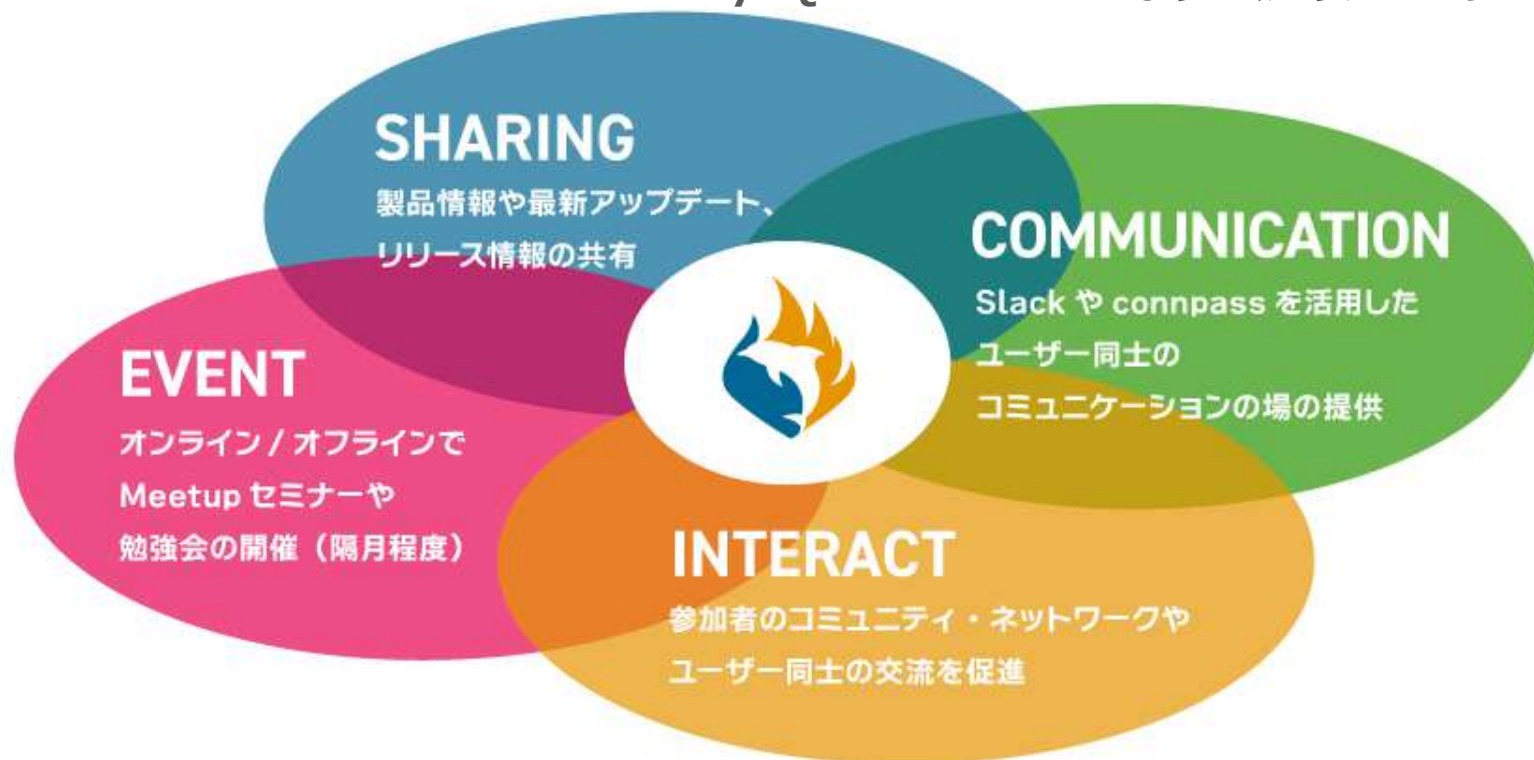 SHARING
製品情報や最新アップデート、
リリース情報の共有
COMMUNICATION
Slack や connpass を活用した
ユーザー同士の
コミュニケーションの場の提供
EVENT
オンライン / オフラインで
Meetup セミナーや
勉強会の開催（隔月程度）
INTERACT
参加者のコミュニティ・ネットワークや
ユーザー同士の交流を促進